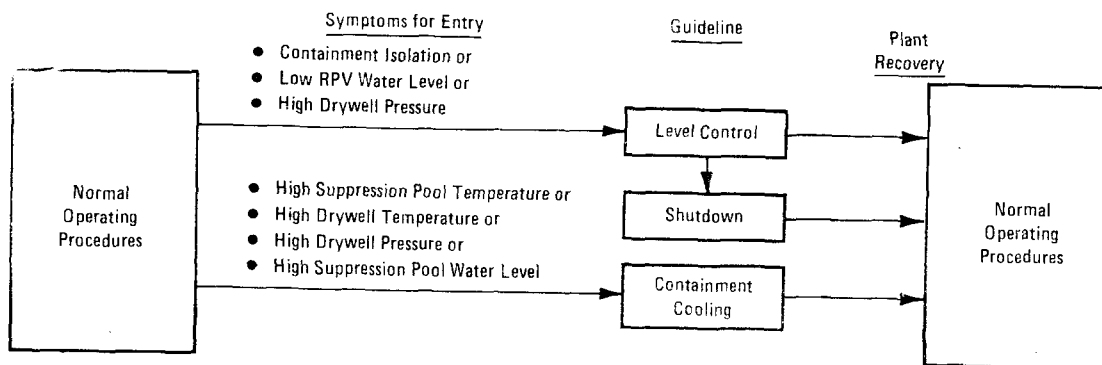 Symptoms for Entry
Guideline
Plant
Recovery
● Containment Isolation or
● Low RPV Water Level or
● High Drywell Pressure
Level Control
Normal
Operating
Procedures
● High Suppression Pool Temperature or
● High Drywell Temperature or
● High Drywell Pressure or
● High Suppression Pool Water Level
Shutdown
Containment
Cooling
Normal
Operating
Procedures